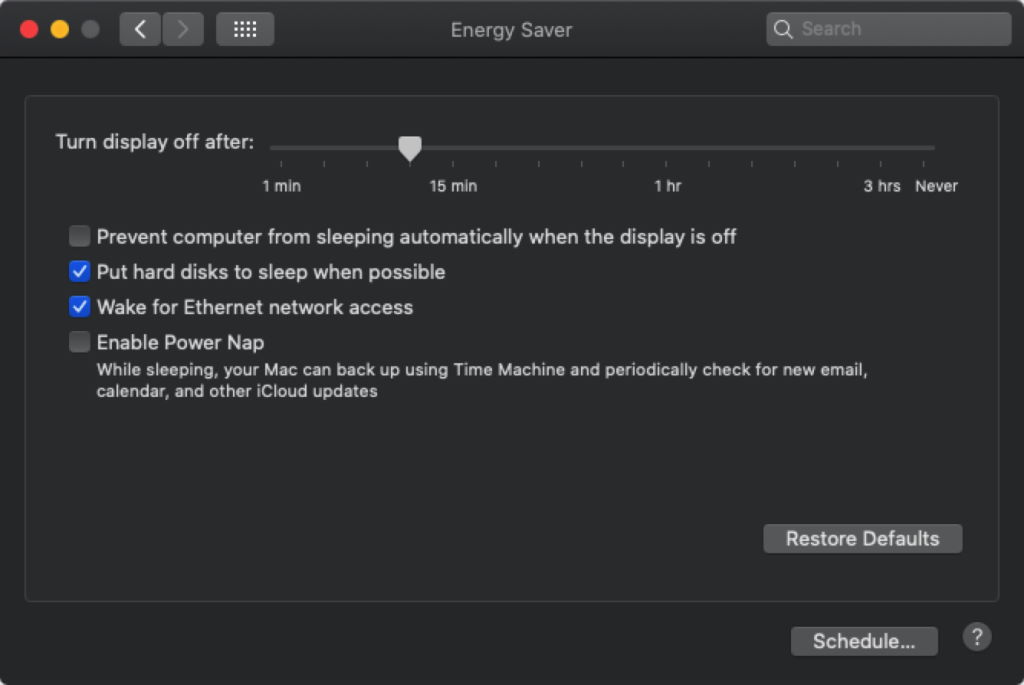 Energy Saver
Search
Turn display off after:
1 min 15 min 1 hr 3 hrs Never
Prevent computer from sleeping automatically when the display is off
Put hard disks to sleep when possible
Wake for Ethernet network access
Enable Power Nap
While sleeping, your Mac can back up using Time Machine and periodically check for new email,
calendar, and other iCloud updates
Restore Defaults
Schedule...
?